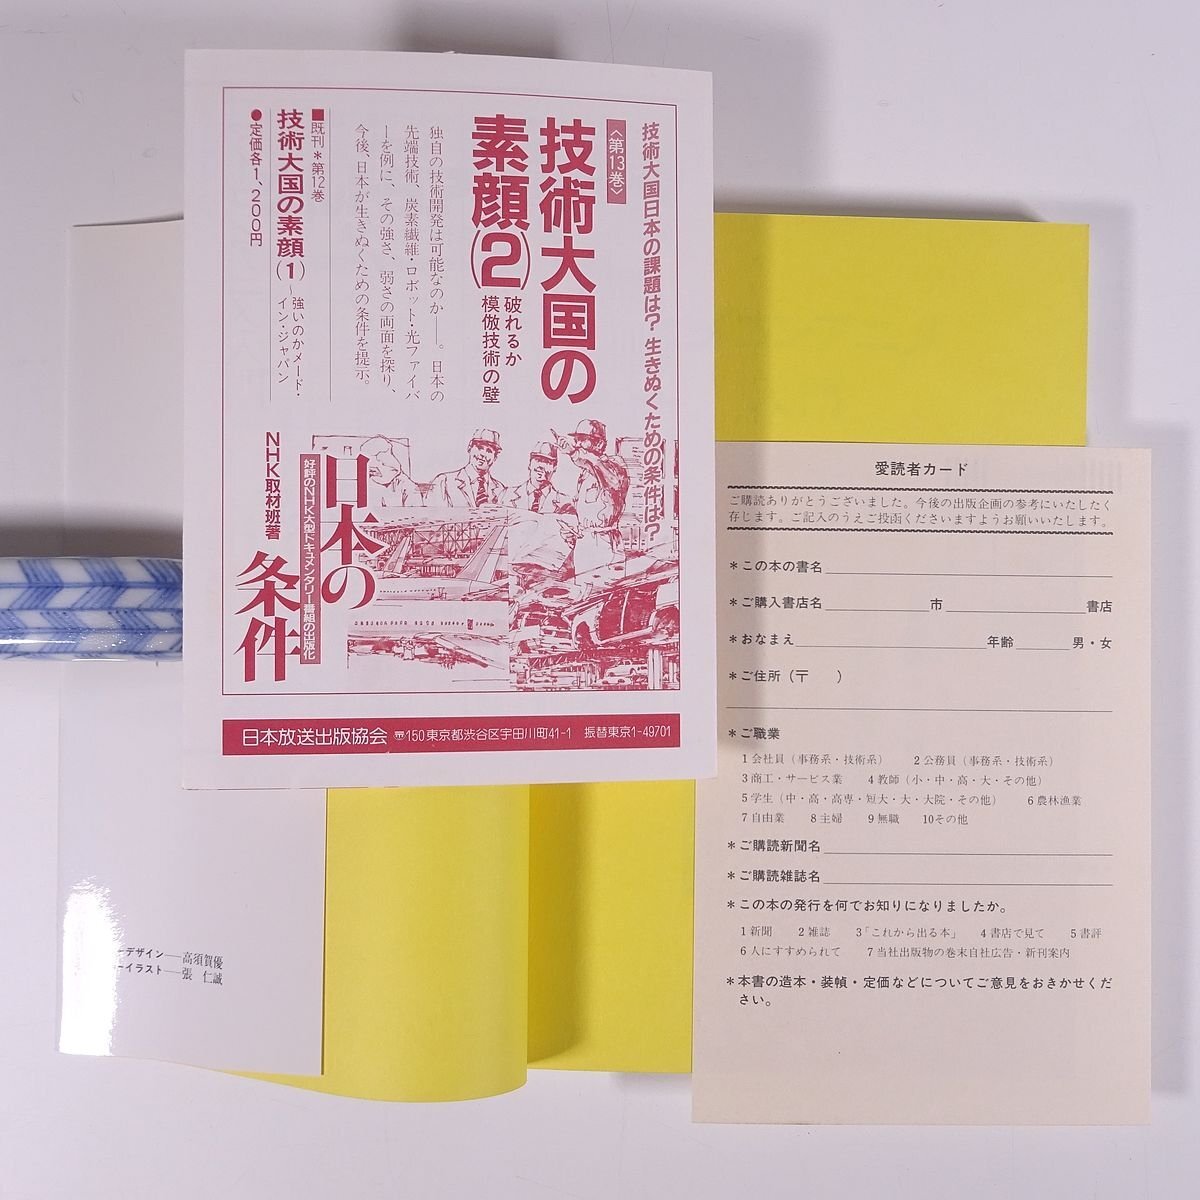 技術大国日本の課題は? 生きぬくための条件は?
〈第13巻〉
技術大国の
素顔(2)
破れるか
模倣技術の壁
独自の技術開発は可能なのか――。日本の
先端技術、炭素繊維・ロボット・光ファイバ
ーを例に、その強さ、弱さの両面を探り、
今後、日本が生きぬくための条件を提示。
■既刊*第12巻
技術大国の素顔(1)〜強いのかメード・
イン・ジャパン
●定価各1、200円
日本の
条件
好評のNHK大型ドキュメンタリー番組の出版化
NHK取材班著
日本放送出版協会 〒150東京都渋谷区宇田川町41-1 振替東京1-49701
ーデザイン──高須賀優
ーイラスト──張 仁誠
愛読者カード
ご購読ありがとうございました。今後の出版企画の参考にいたしたく
存じます。ご記入のうえご投函くださいますようお願いいたします。
*この本の書名
*ご購入書店名 市 書店
*おなまえ 年齢 男・女
*ご住所(〒 )
*ご職業
1会社員(事務系・技術系) 2公務員(事務系・技術系)
3商工・サービス業 4教師(小・中・高・大・その他)
5学生(中・高・高専・短大・大・大院・その他) 6農林漁業
7自由業 8主婦 9無職 10その他
*ご購読新聞名
*ご購読雑誌名
*この本の発行を何でお知りになりましたか。
1新聞 2雑誌 3「これから出る本」 4書店で見て 5書評
6人にすすめられて 7当社出版物の巻末自社広告・新刊案内
*本書の造本・装幀・定価などについてご意見をおきかせくだ
さい。